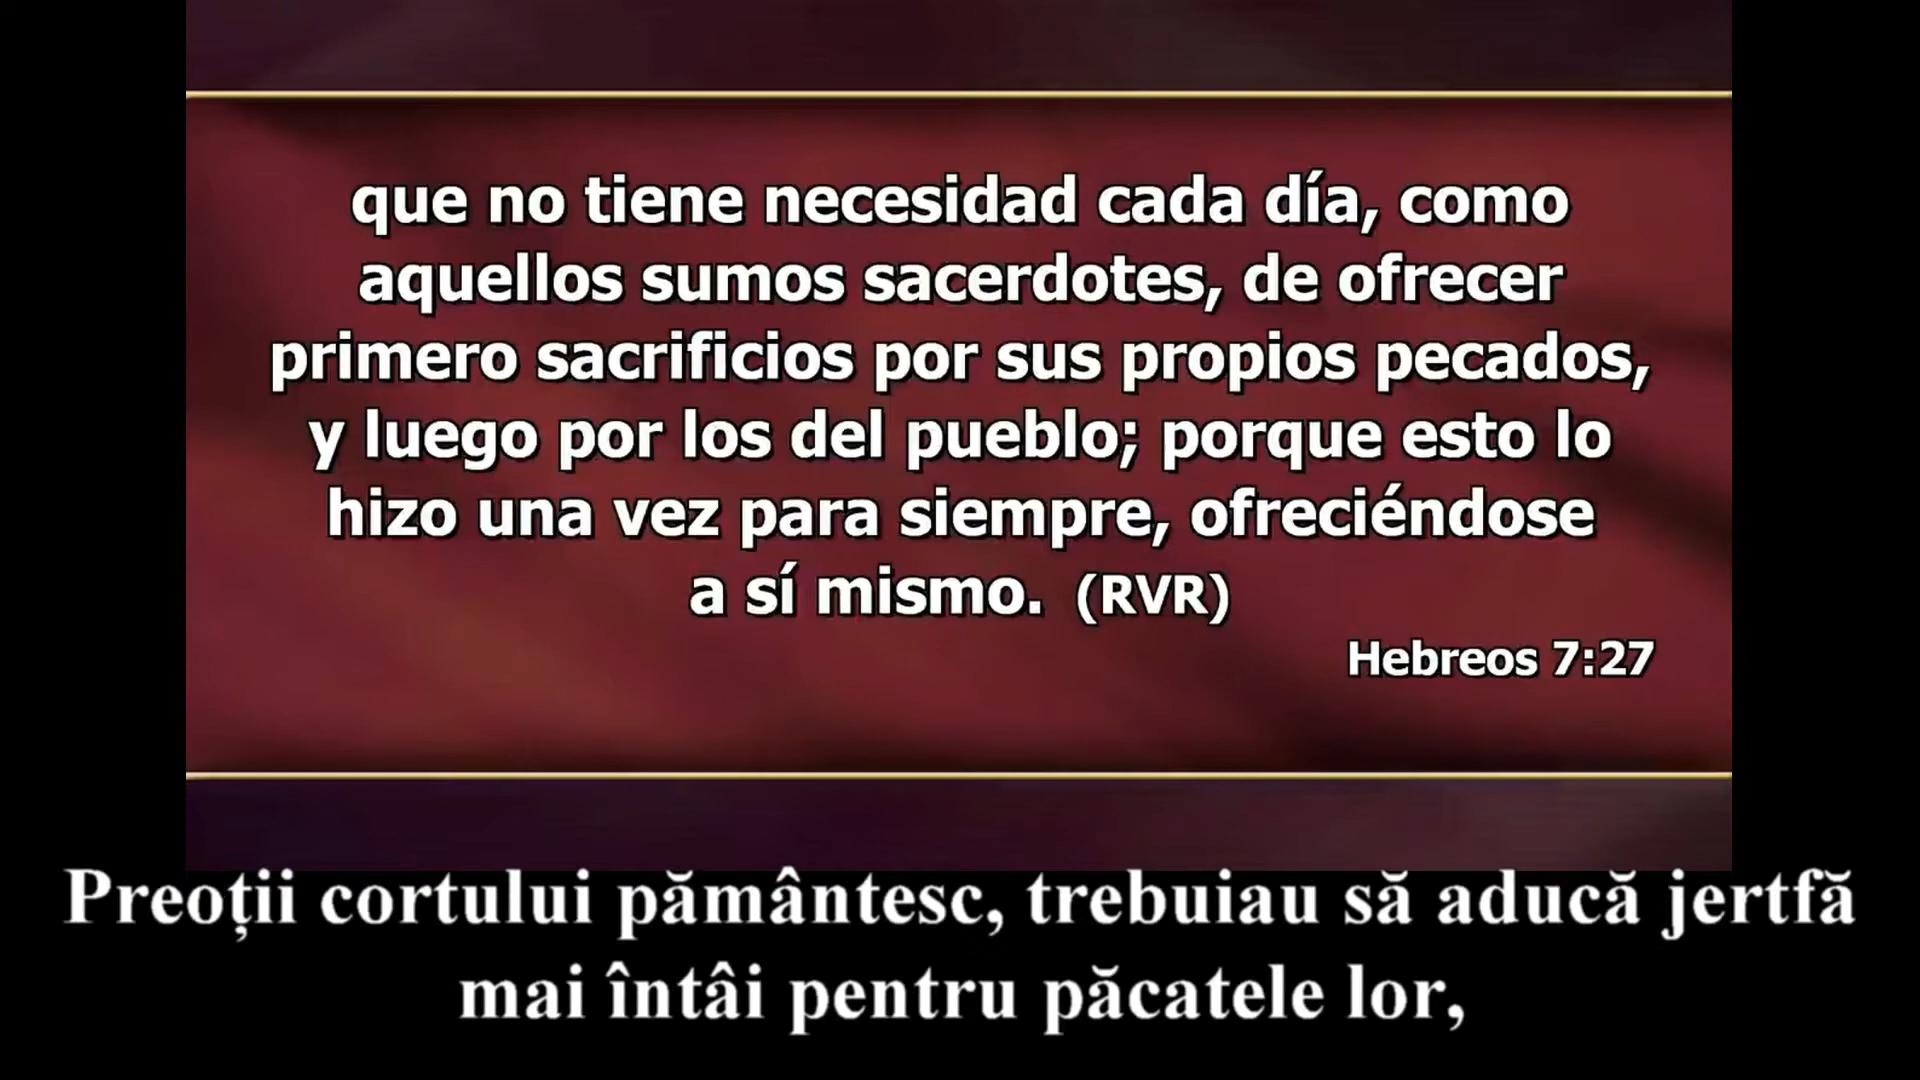 que no tiene necesidad cada día, como
aquellos sumos sacerdotes, de ofrecer
primero sacrificios por sus propios pecados,
y luego por los del pueblo; porque esto lo
hizo una vez para siempre, ofreciéndose
a sí mismo. (RVR)
Hebreos 7:27
Preoții cortului pământesc, trebuiau să aducă jertfă
mai întâi pentru păcatele lor,